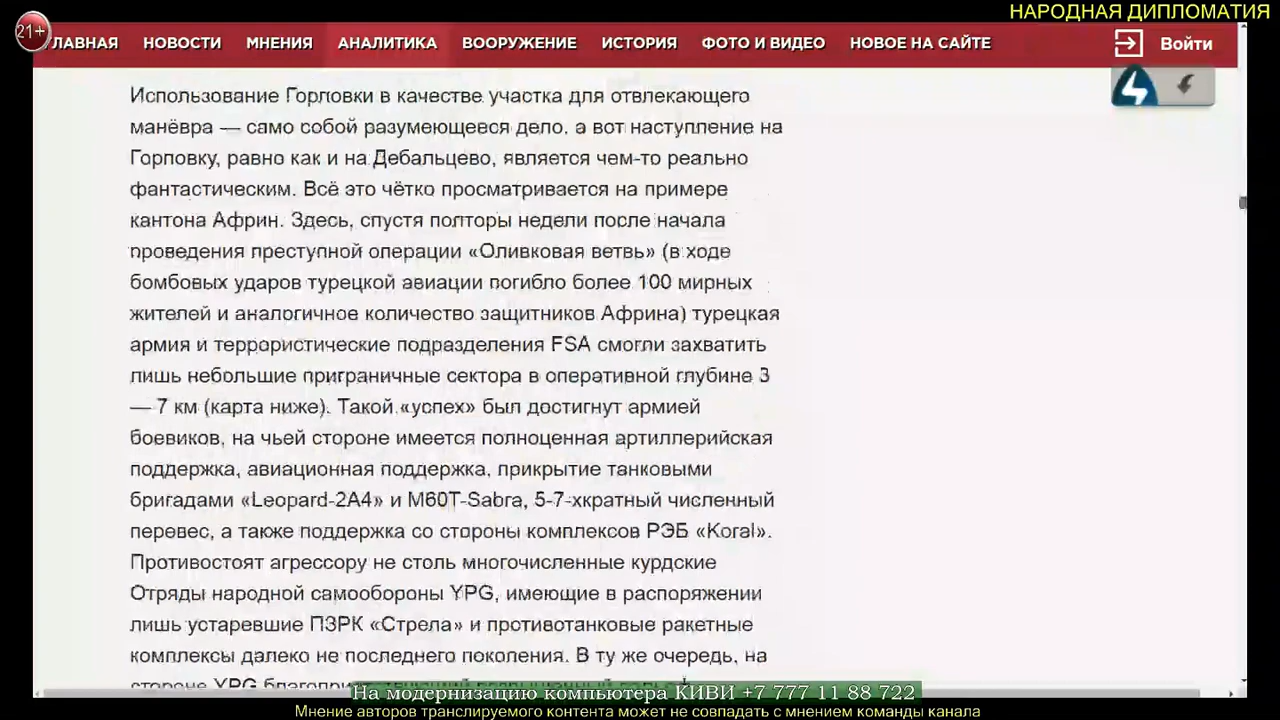 НАРОДНАЯ ДИПЛОМАТИЯ
21+
ЛАВНАЯ НОВОСТИ МНЕНИЯ АНАЛИТИКА ВООРУЖЕНИЕ ИСТОРИЯ ФОТО И ВИДЕО НОВОЕ НА САЙТЕ Войти
Использование Горловки в качестве участка для отвлекающего
манёвра — само собой разумеющееся дело, а вот наступление на
Горловку, равно как и на Дебальцево, является чем-то реально
фантастическим. Всё это чётко просматривается на примере
кантона Африн. Здесь, спустя полторы недели после начала
проведения преступной операции «Оливковая ветвь» (в ходе
бомбовых ударов турецкой авиации погибло более 100 мирных
жителей и аналогичное количество защитников Африна) турецкая
армия и террористические подразделения FSA смогли захватить
лишь небольшие приграничные сектора в оперативной глубине 3
— 7 км (карта ниже). Такой «успех» был достигнут армией
боевиков, на чьей стороне имеется полноценная артиллерийская
поддержка, авиационная поддержка, прикрытие танковыми
бригадами «Leopard-2A4» и M60T-Sabra, 5-7-хкратный численный
перевес, а также поддержка со стороны комплексов РЭБ «Koral».
Противостоят агрессору не столь многочисленные курдские
Отряды народной самообороны YPG, имеющие в распоряжении
лишь устаревшие ПЗРК «Стрела» и противотанковые ракетные
комплексы далеко не последнего поколения. В ту же очередь, на
стороне YPG
На модернизацию компьютера КИВИ +7 777 11 88 722
Мнение авторов транслируемого контента может не совпадать с мнением команды канала